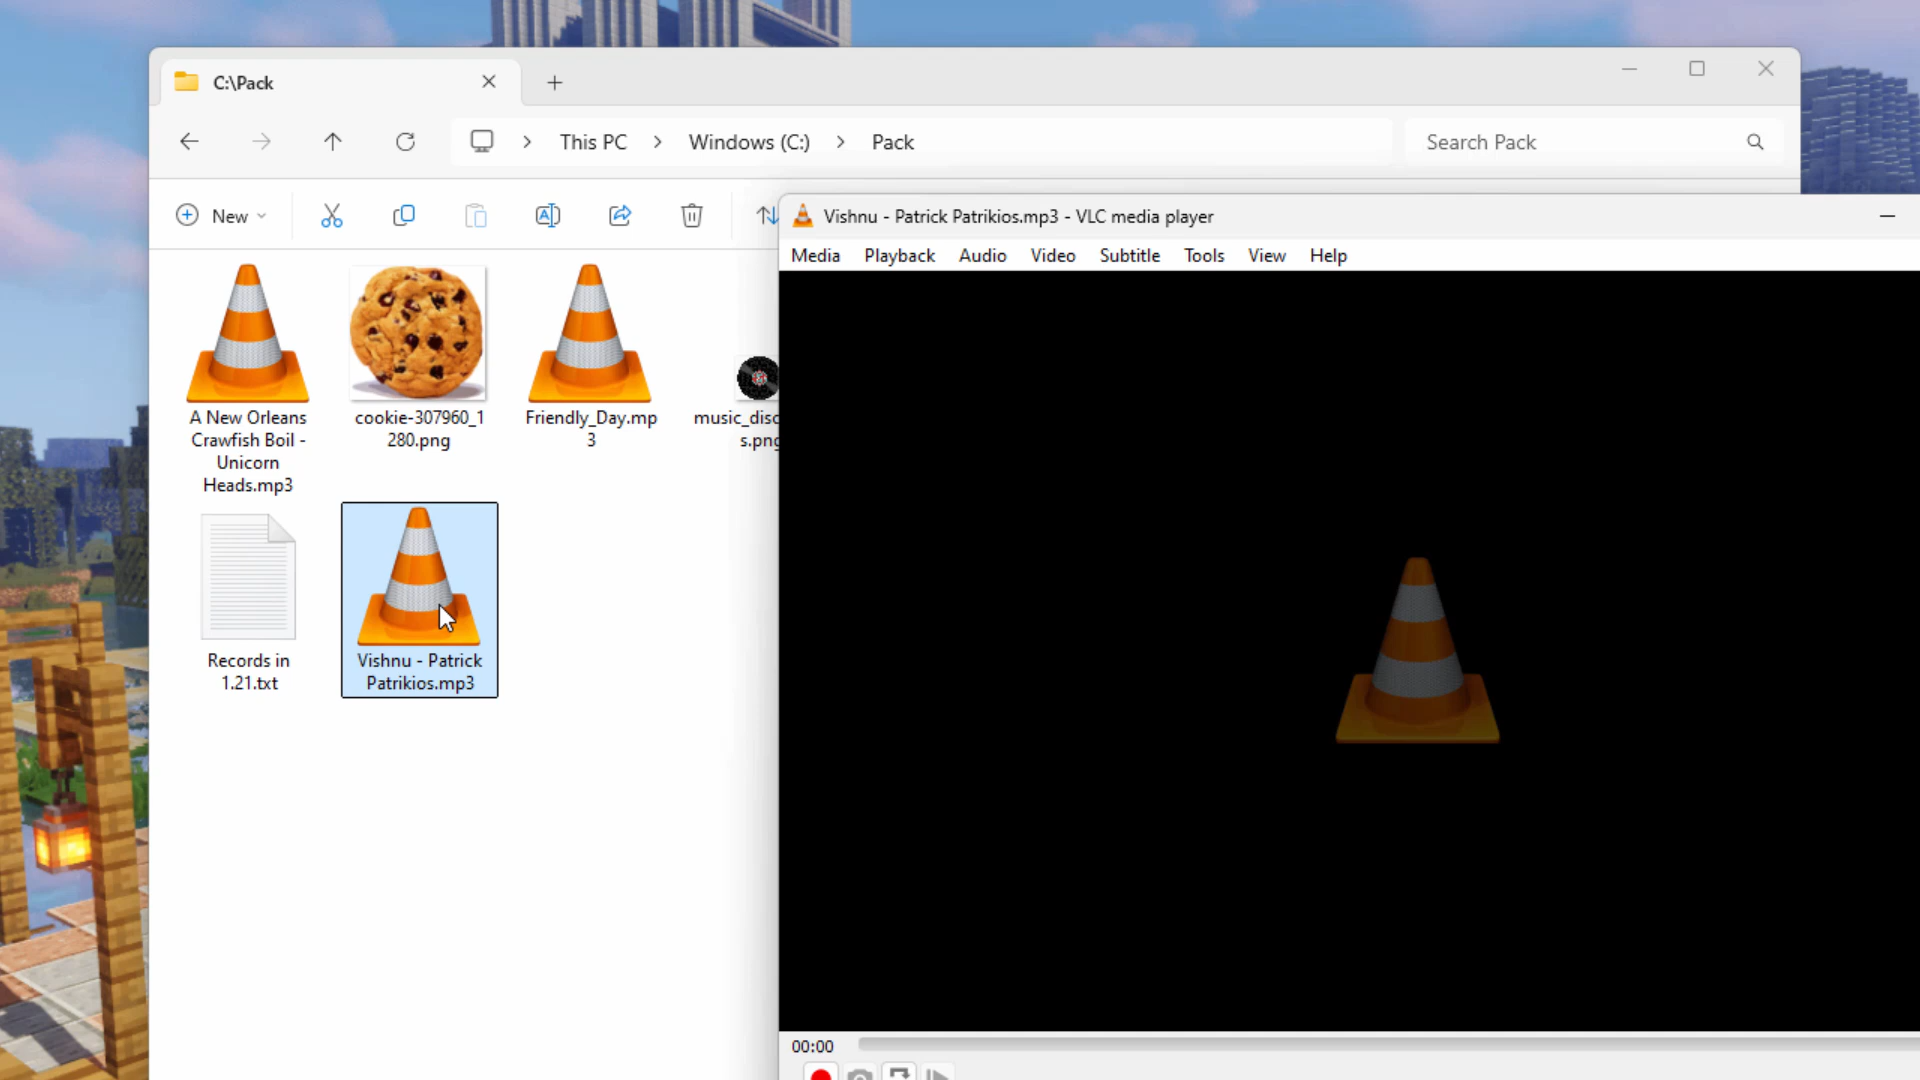 C:\Pack
This PC > Windows (C:) > Pack
Search Pack
New
Vishnu - Patrick Patrikios.mp3 - VLC media player
Media Playback Audio Video Subtitle Tools View Help
A New Orleans
Crawfish Boil -
Unicorn
Heads.mp3
cookie-307960_1
280.png
Friendly_Day.mp
3
music_disc
s.png
Records in
1.21.txt
Vishnu - Patrick
Patrikios.mp3
00:00